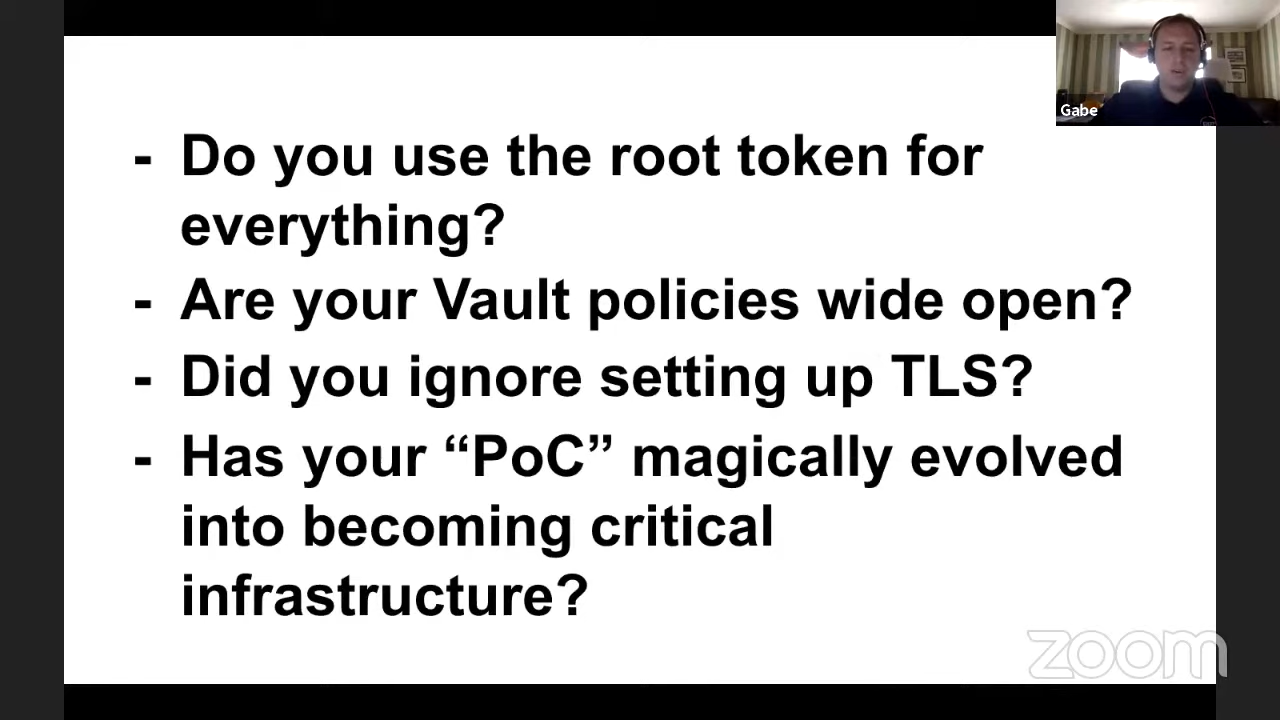 - Do you use the root token for
everything?
- Are your Vault policies wide open?
- Did you ignore setting up TLS?
- Has your “PoC” magically evolved
into becoming critical
infrastructure?
Gabe
zoom